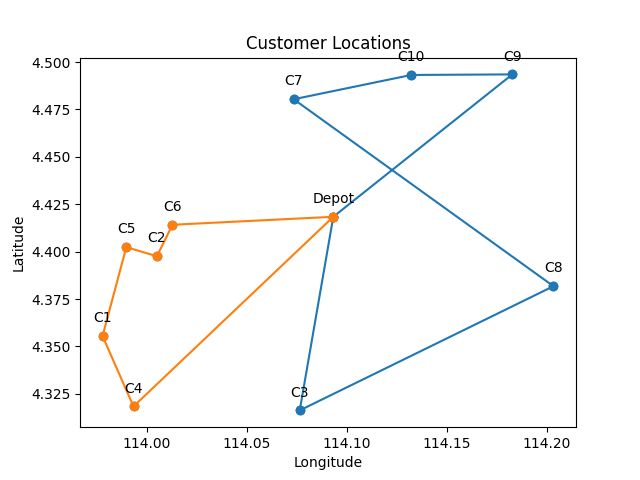 Customer Locations
C10
C9
C7
Depot
C6
C5
C2
C8
C1
C4
C3
4.500
4.475
4.450
4.425
4.400
4.375
4.350
4.325
Latitude
114.00 114.05 114.10 114.15 114.20
Longitude